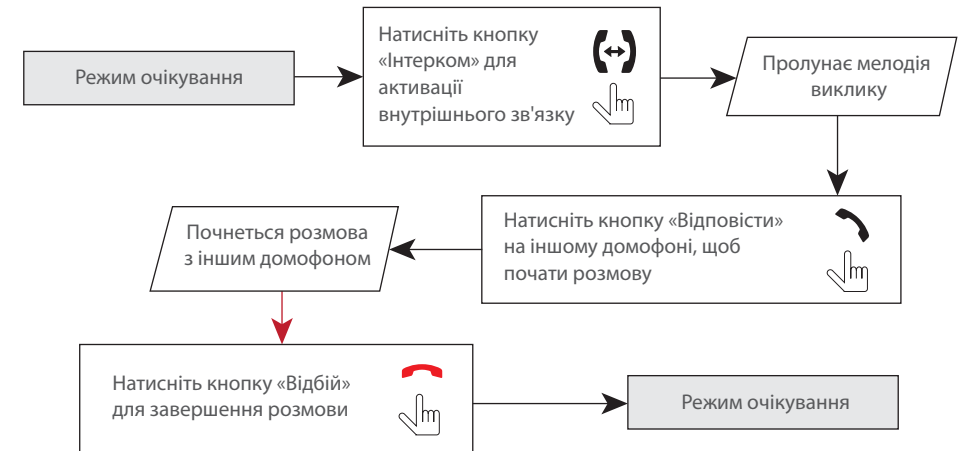 Режим очікування
Натисніть кнопку
«Інтерком» для
активації
внутрішнього зв'язку
Пролунає мелодія
виклику
Натисніть кнопку «Відповісти»
на іншому домофоні, щоб
почати розмову
Почнеться розмова
з іншим домофоном
Натисніть кнопку «Відбій»
для завершення розмови
Режим очікування